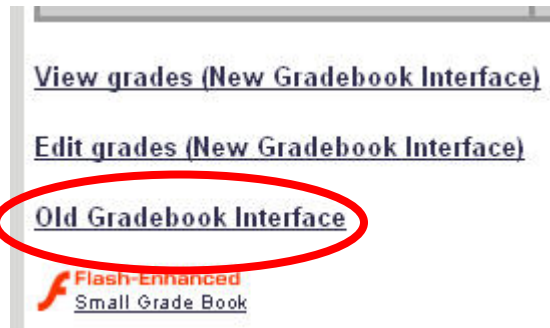 View grades (New Gradebook Interface)
Edit grades (New Gradebook Interface)
Old Gradebook Interface
Flash-Enhanced
Small Grade Book